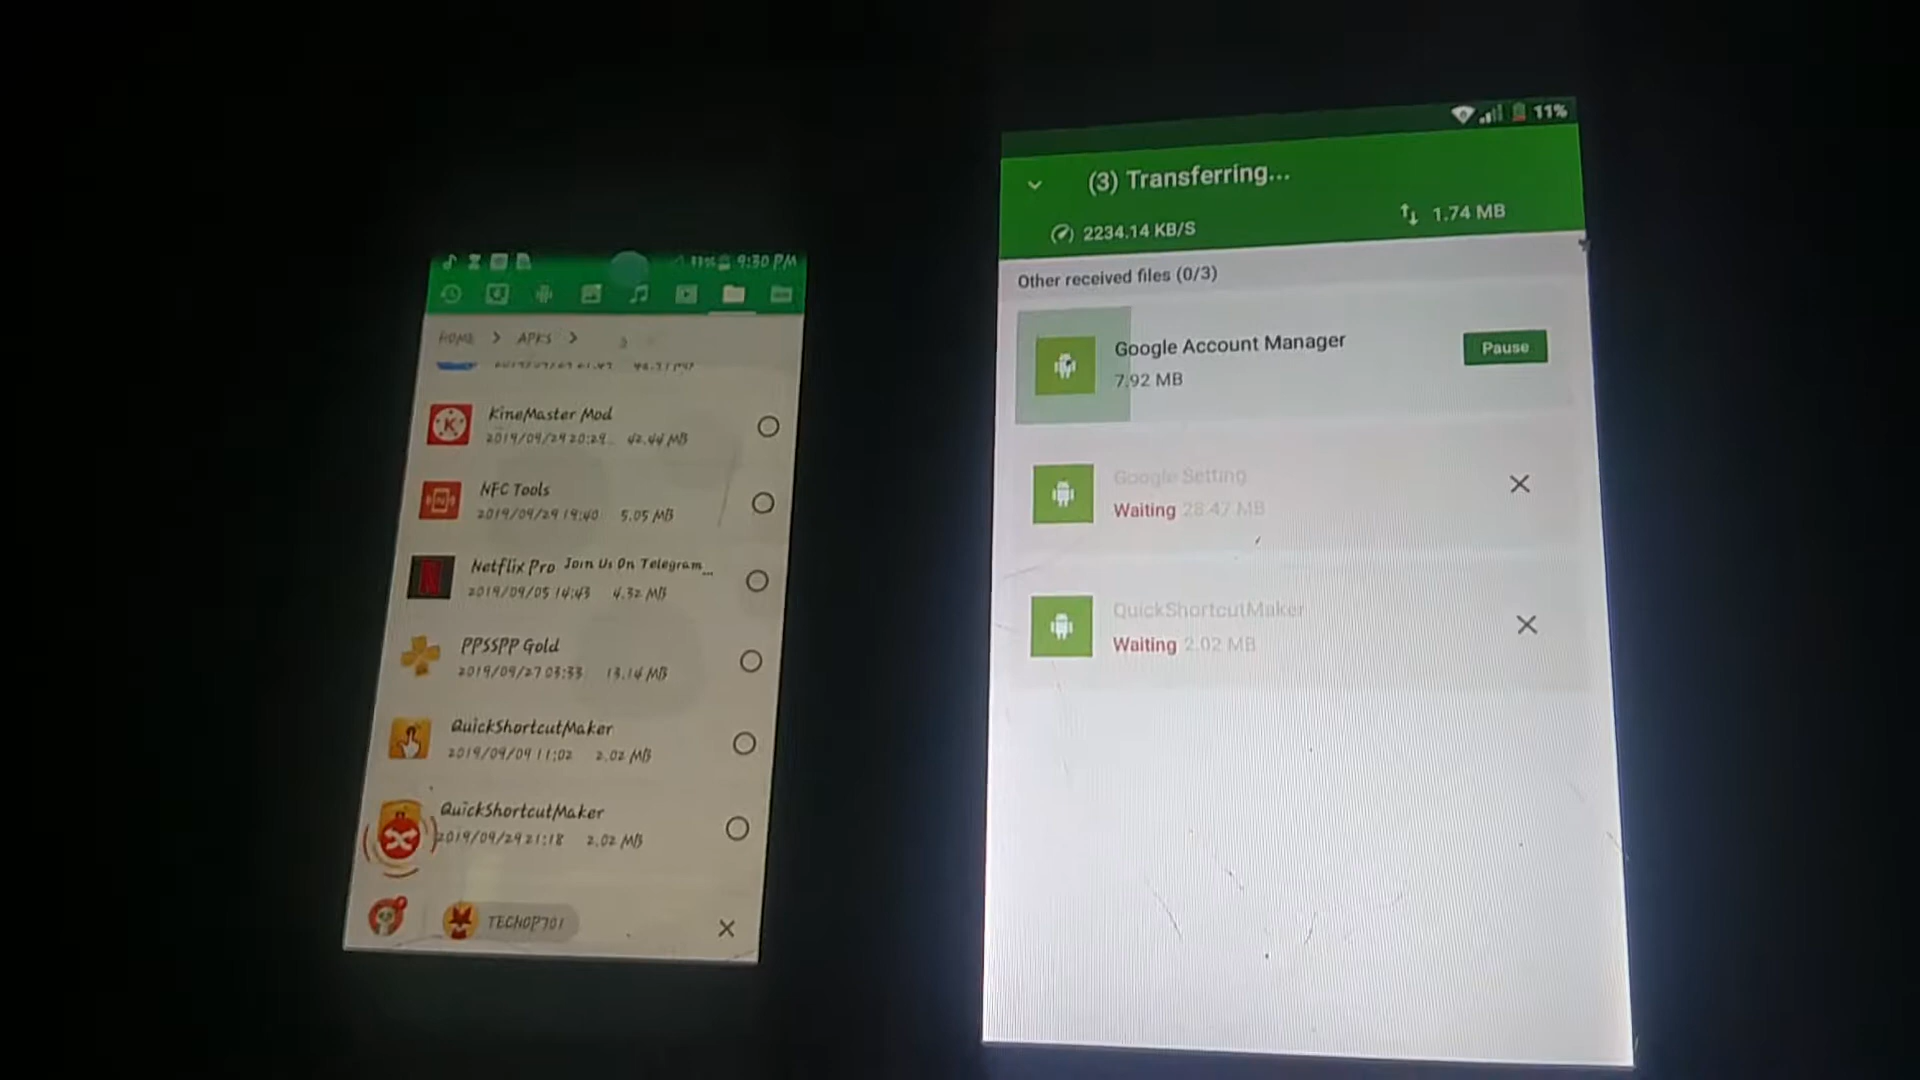 9:30 PM
HOME > APKS >
KineMaster Mod
2019/09/29 20:29... 42.44 MB
NFC Tools
2019/09/29 19:40 5.05 MB
Netflix Pro Join Us On Telegram...
2019/09/05 14:43 4.32 MB
PPSSPP Gold
2019/09/27 03:33 13.14 MB
QuickShortcutMaker
2019/09/09 11:02 2.02 MB
QuickShortcutMaker
2019/09/29 21:18 2.02 MB
TECNOP701
11%
(3) Transferring...
2234.14 KB/S
1.74 MB
Other received files (0/3)
Google Account Manager
7.92 MB
Pause
Google Setting
Waiting 28.47 MB
QuickShortcutMaker
Waiting 2.02 MB